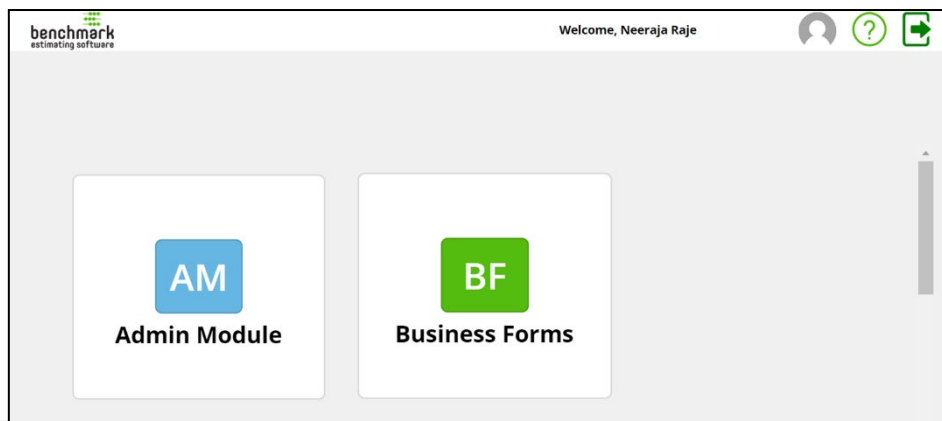 benchmark
estimating software
Welcome, Neeraja Raje
?
AM
Admin Module
BF
Business Forms